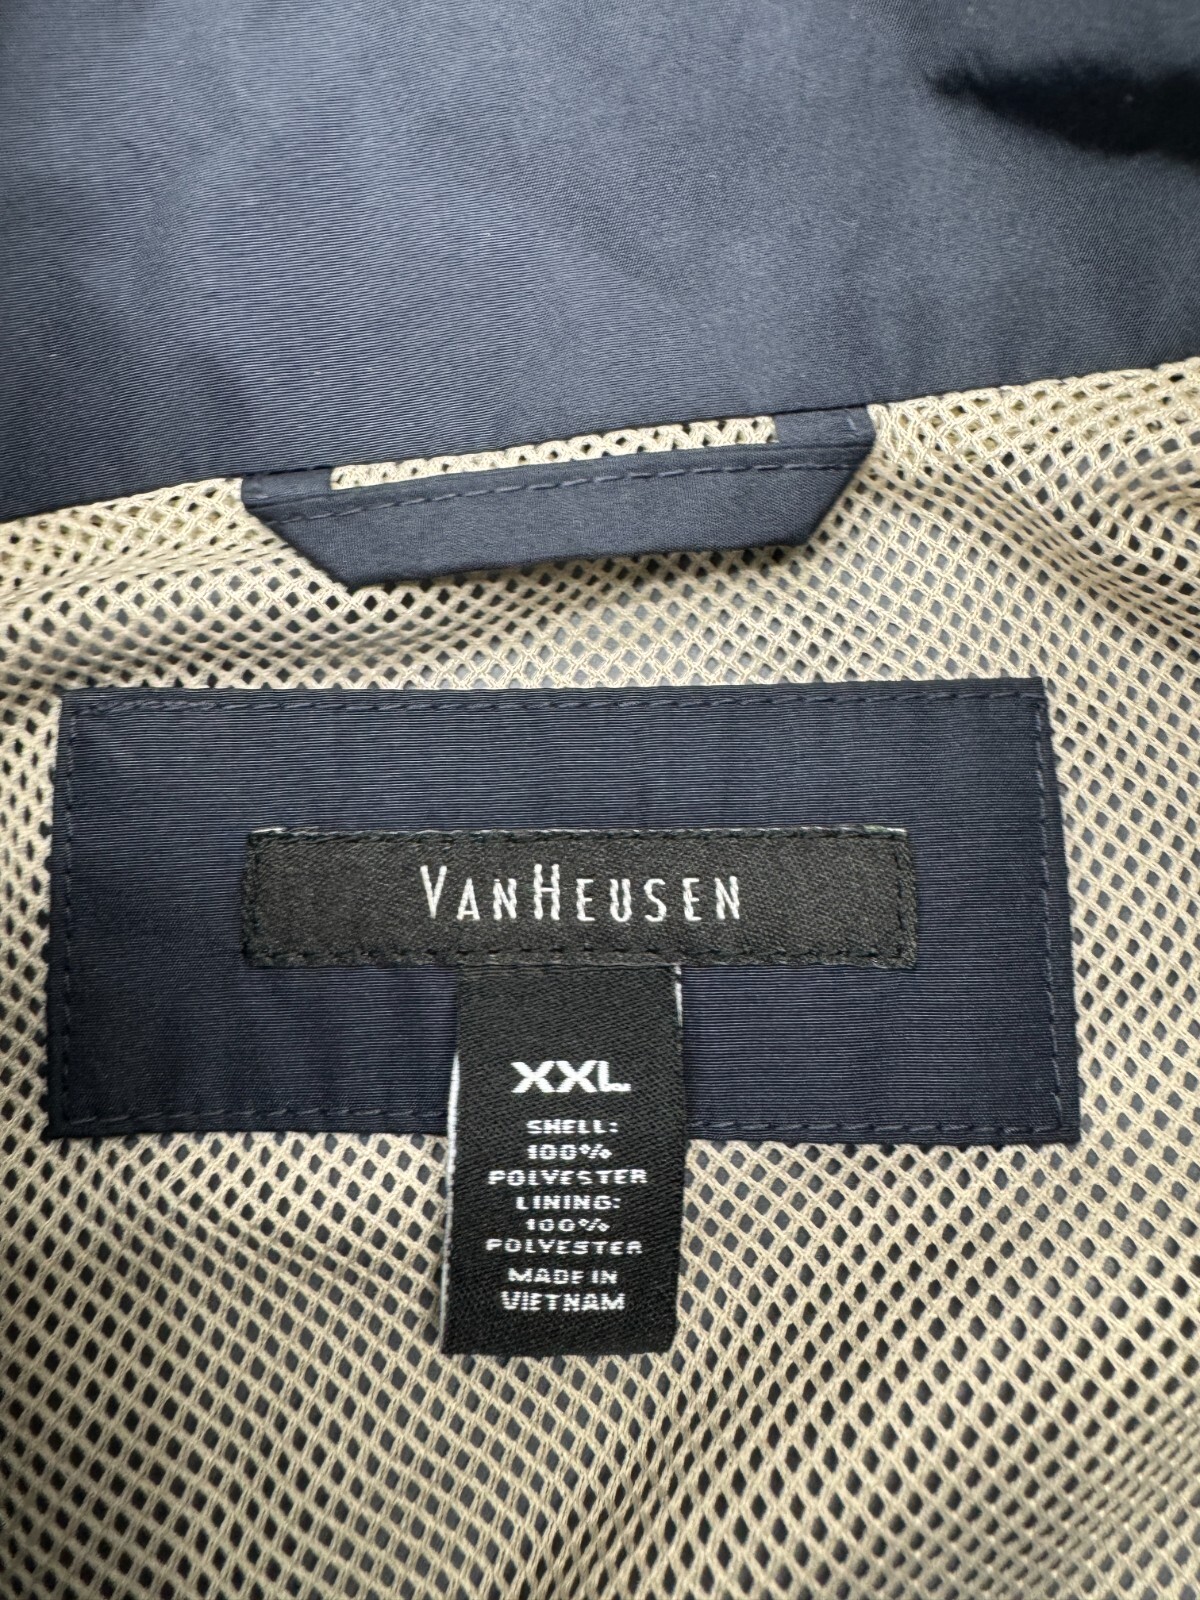 VANHEUSEN
XXL
SHELL:
100%
POLYESTER
LINING:
100%
POLYESTER
MADE IN
VIETNAM